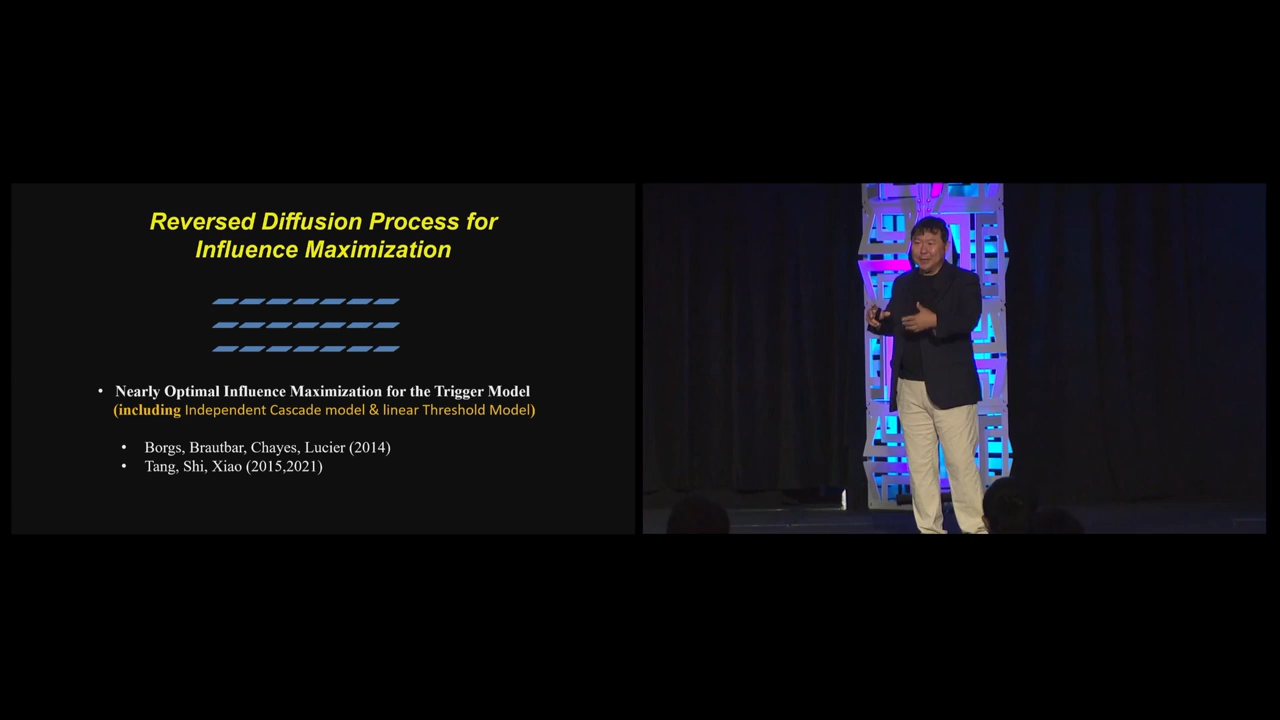 Reversed Diffusion Process for
Influence Maximization
• Nearly Optimal Influence Maximization for the Trigger Model
(including Independent Cascade model & linear Threshold Model)
• Borgs, Brautbar, Chayes, Lucier (2014)
• Tang, Shi, Xiao (2015,2021)